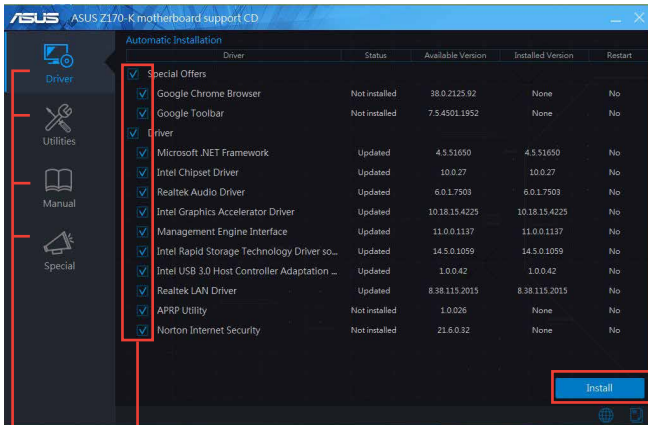 ASUS ASUS Z170-K motherboard support CD
Automatic Installation
Driver Status Available Version Installed Version Restart
Special Offers
Google Chrome Browser Not installed 38.0.2125.92 None No
Google Toolbar Not installed 7.5.4501.1952 None No
Driver
Microsoft .NET Framework Updated 4.5.51650 4.5.51650 No
Intel Chipset Driver Updated 10.0.27 10.0.27 No
Realtek Audio Driver Updated 6.0.1.7503 6.0.1.7503 No
Intel Graphics Accelerator Driver Updated 10.18.15.4225 10.18.15.4225 No
Management Engine Interface Updated 11.0.0.1137 11.0.0.1137 No
Intel Rapid Storage Technology Driver so... Updated 14.5.0.1059 14.5.0.1059 No
Intel USB 3.0 Host Controller Adaptation ... Updated 1.0.0.42 1.0.0.42 No
Realtek LAN Driver Updated 8.38.115.2015 8.38.115.2015 No
APRP Utility Not installed 1.0.026 None No
Norton Internet Security Not installed 21.6.0.32 None No
Driver
Utilities
Manual
Special
Install